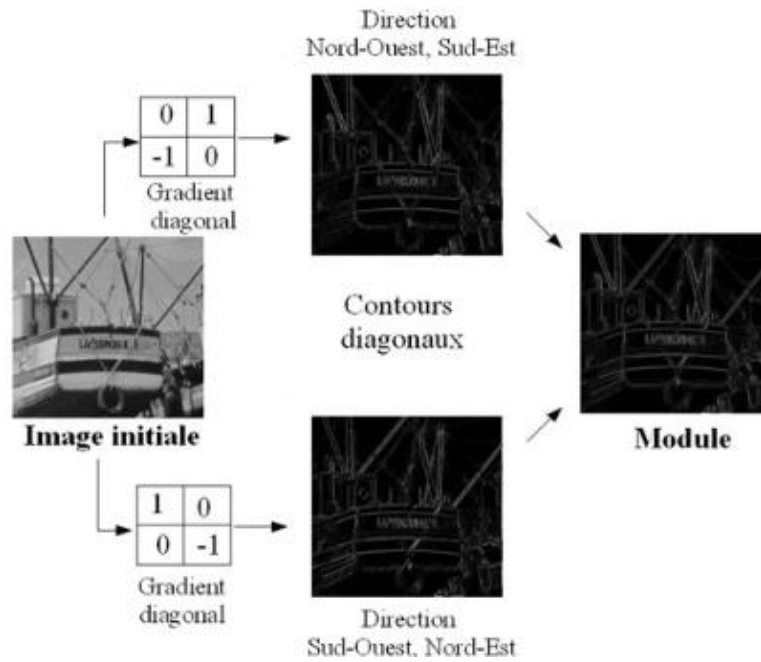 Direction
Nord-Ouest, Sud-Est
0 1
-1 0
Gradient
diagonal
Contours
diagonaux
Image initiale
Module
1 0
0 -1
Gradient
diagonal
Direction
Sud-Ouest, Nord-Est